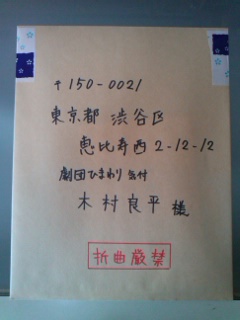 〒150-0021
東京都 渋谷区
恵比寿西 2-12-12
劇団ひまわり 気付
木村良平 様
折曲厳禁